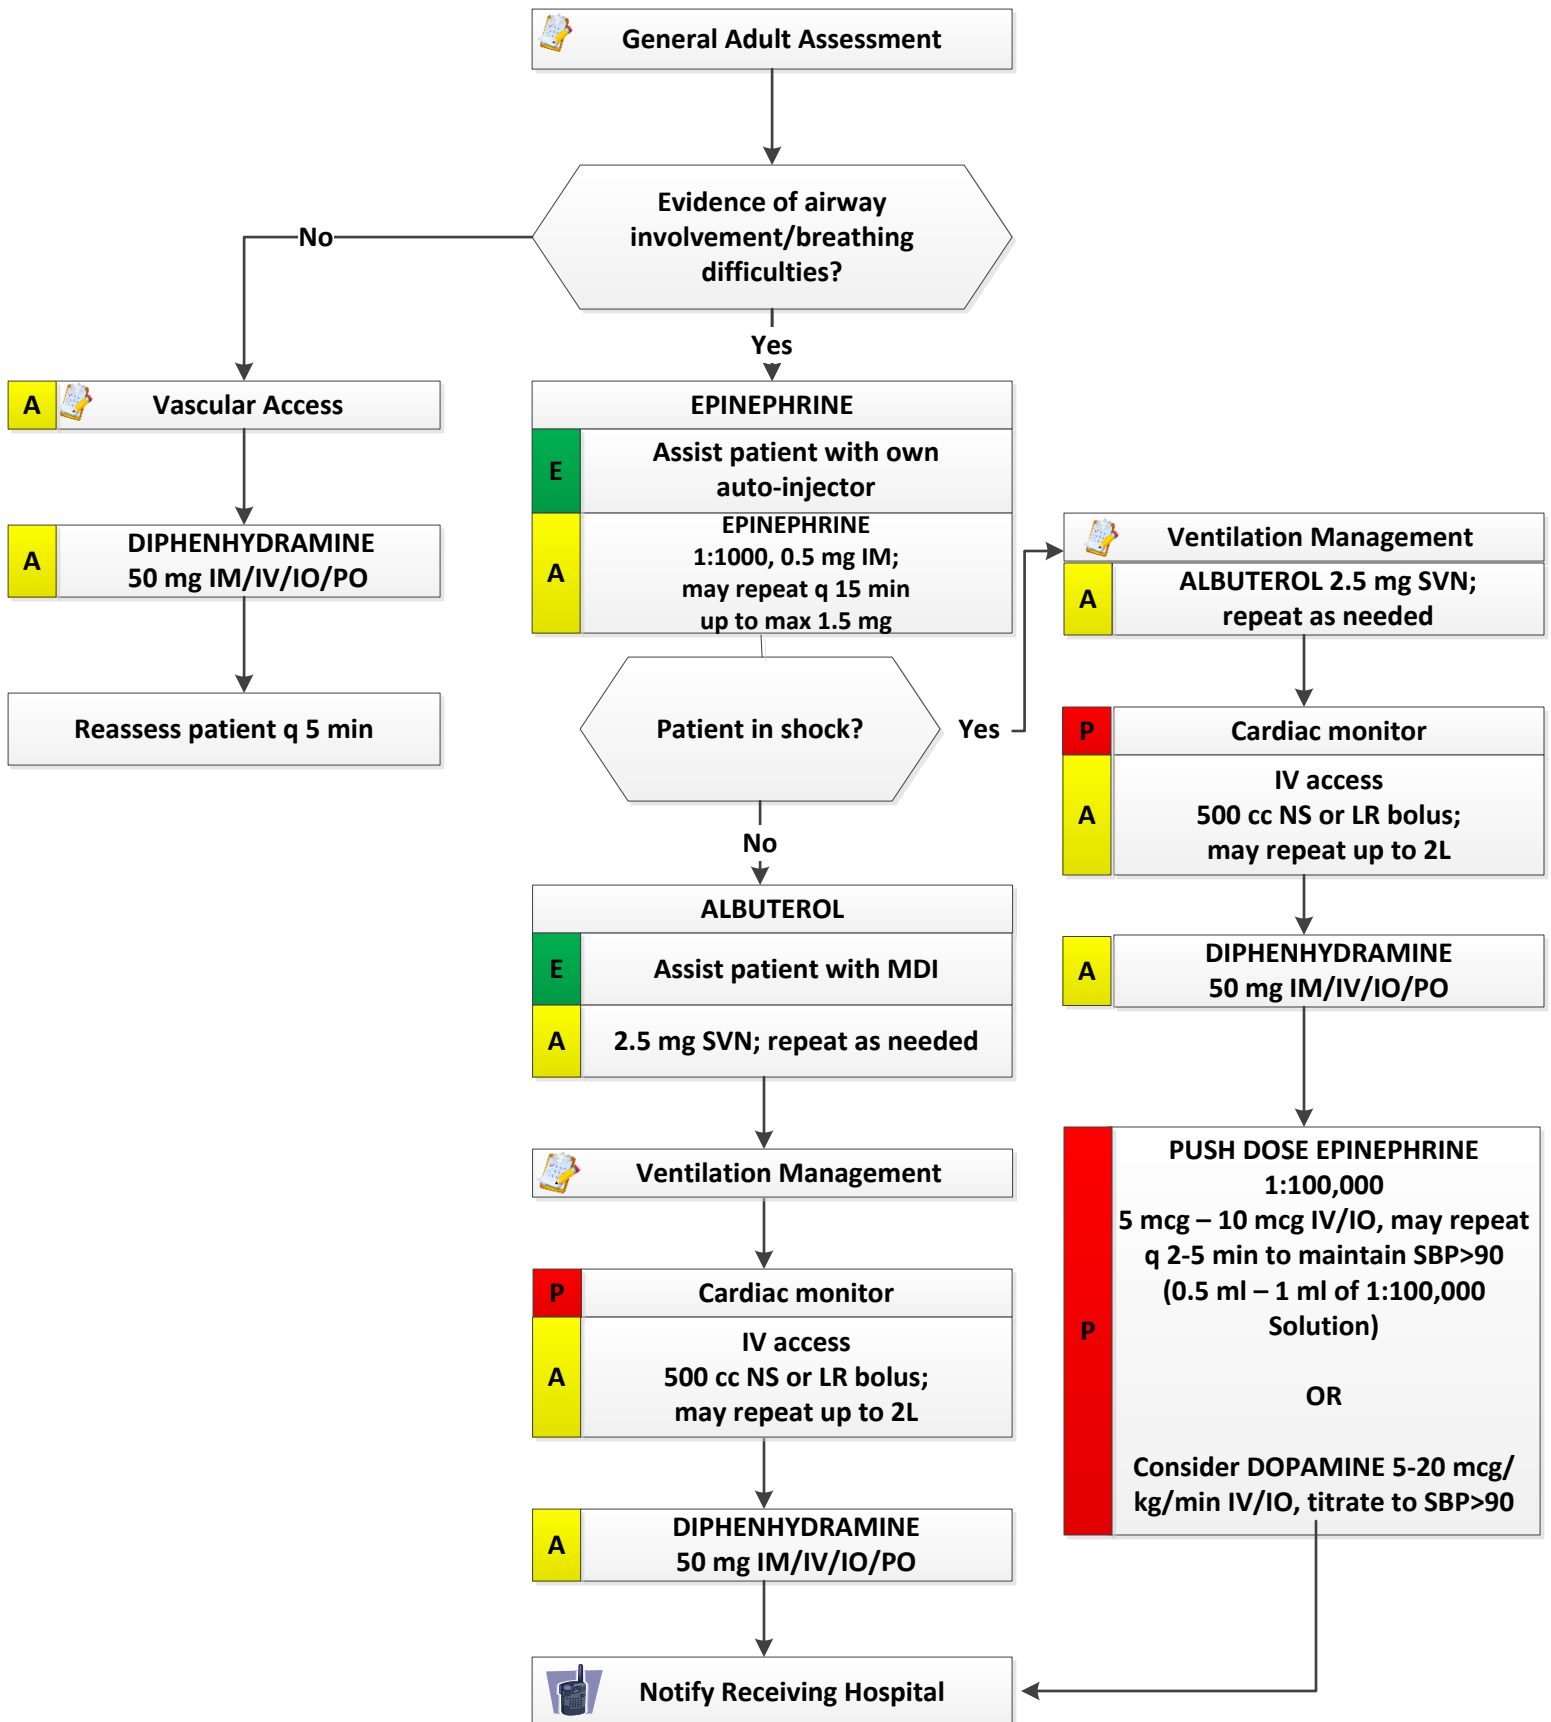 General Adult Assessment
Evidence of airway
involvement/breathing
difficulties?
No
Yes
A
Vascular Access
A
DIPHENHYDRAMINE
50 mg IM/IV/IO/PO
Reassess patient q 5 min
EPINEPHRINE
E
Assist patient with own
auto-injector
A
EPINEPHRINE
1:1000, 0.5 mg IM;
may repeat q 15 min
up to max 1.5 mg
Patient in shock?
Yes
No
ALBUTEROL
E
Assist patient with MDI
A
2.5 mg SVN; repeat as needed
Ventilation Management
P
Cardiac monitor
A
IV access
500 cc NS or LR bolus;
may repeat up to 2L
A
DIPHENHYDRAMINE
50 mg IM/IV/IO/PO
Ventilation Management
A
ALBUTEROL 2.5 mg SVN;
repeat as needed
P
Cardiac monitor
A
IV access
500 cc NS or LR bolus;
may repeat up to 2L
A
DIPHENHYDRAMINE
50 mg IM/IV/IO/PO
P
PUSH DOSE EPINEPHRINE
1:100,000
5 mcg – 10 mcg IV/IO, may repeat
q 2-5 min to maintain SBP>90
(0.5 ml – 1 ml of 1:100,000
Solution)
OR
Consider DOPAMINE 5-20 mcg/
kg/min IV/IO, titrate to SBP>90
Notify Receiving Hospital